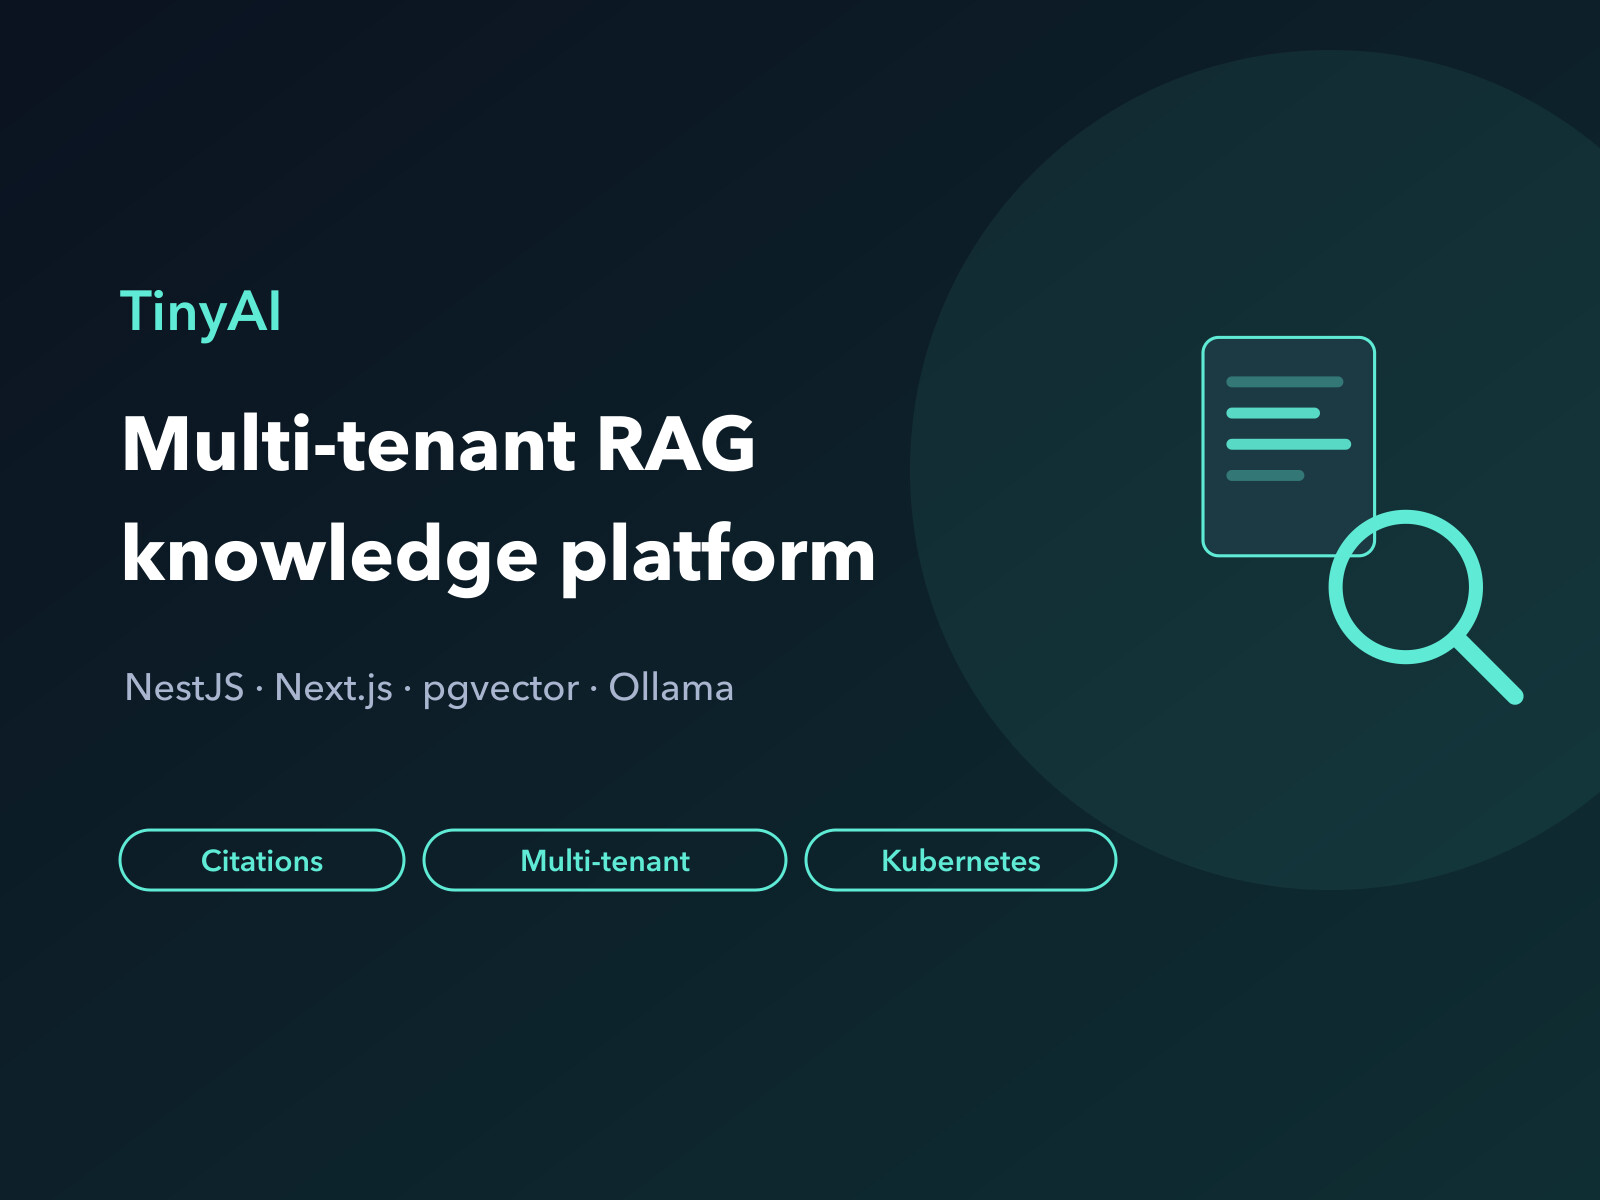 TinyAI
Multi-tenant RAG
knowledge platform
NestJS · Next.js · pgvector · Ollama
Citations
Multi-tenant
Kubernetes